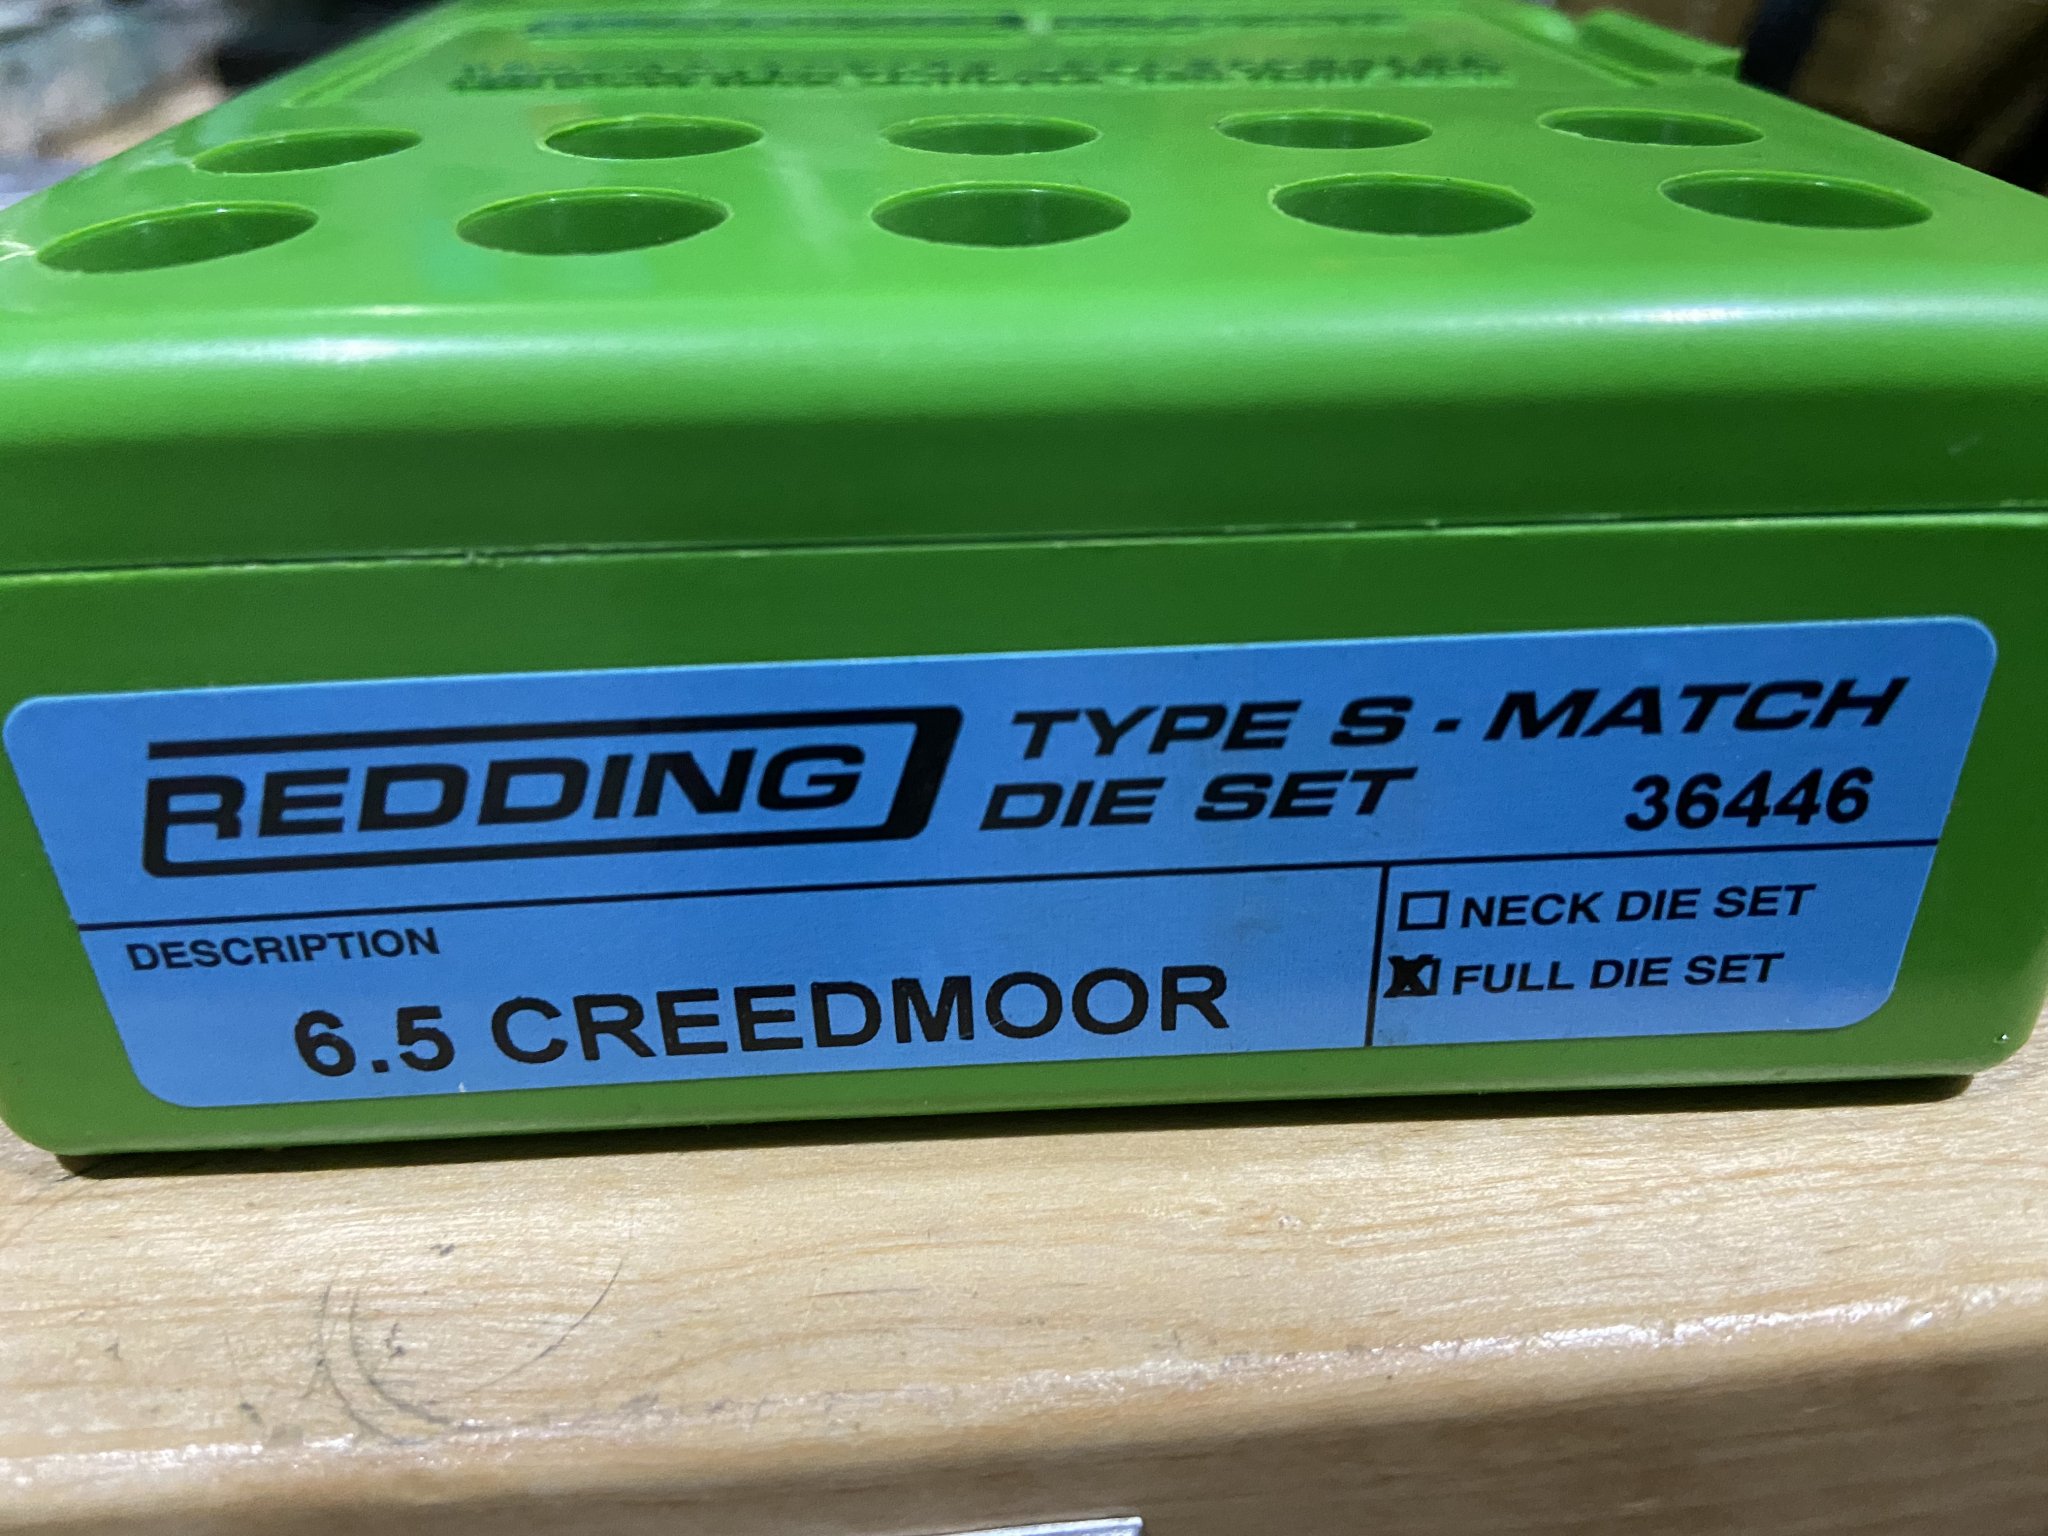 REDDING
TYPE S - MATCH
DIE SET
36446
DESCRIPTION
6.5 CREEDMOOR
NECK DIE SET
FULL DIE SET